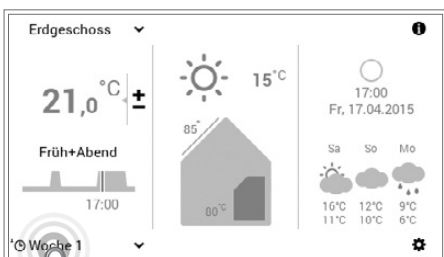 Erdgeschoss
21,0 °C ±
Früh+Abend
17:00
Woche 1
15°C
85°
00°C
17:00
Fr, 17.04.2015
Sa So Mo
16°C 12°C 9°C
11°C 10°C 6°C